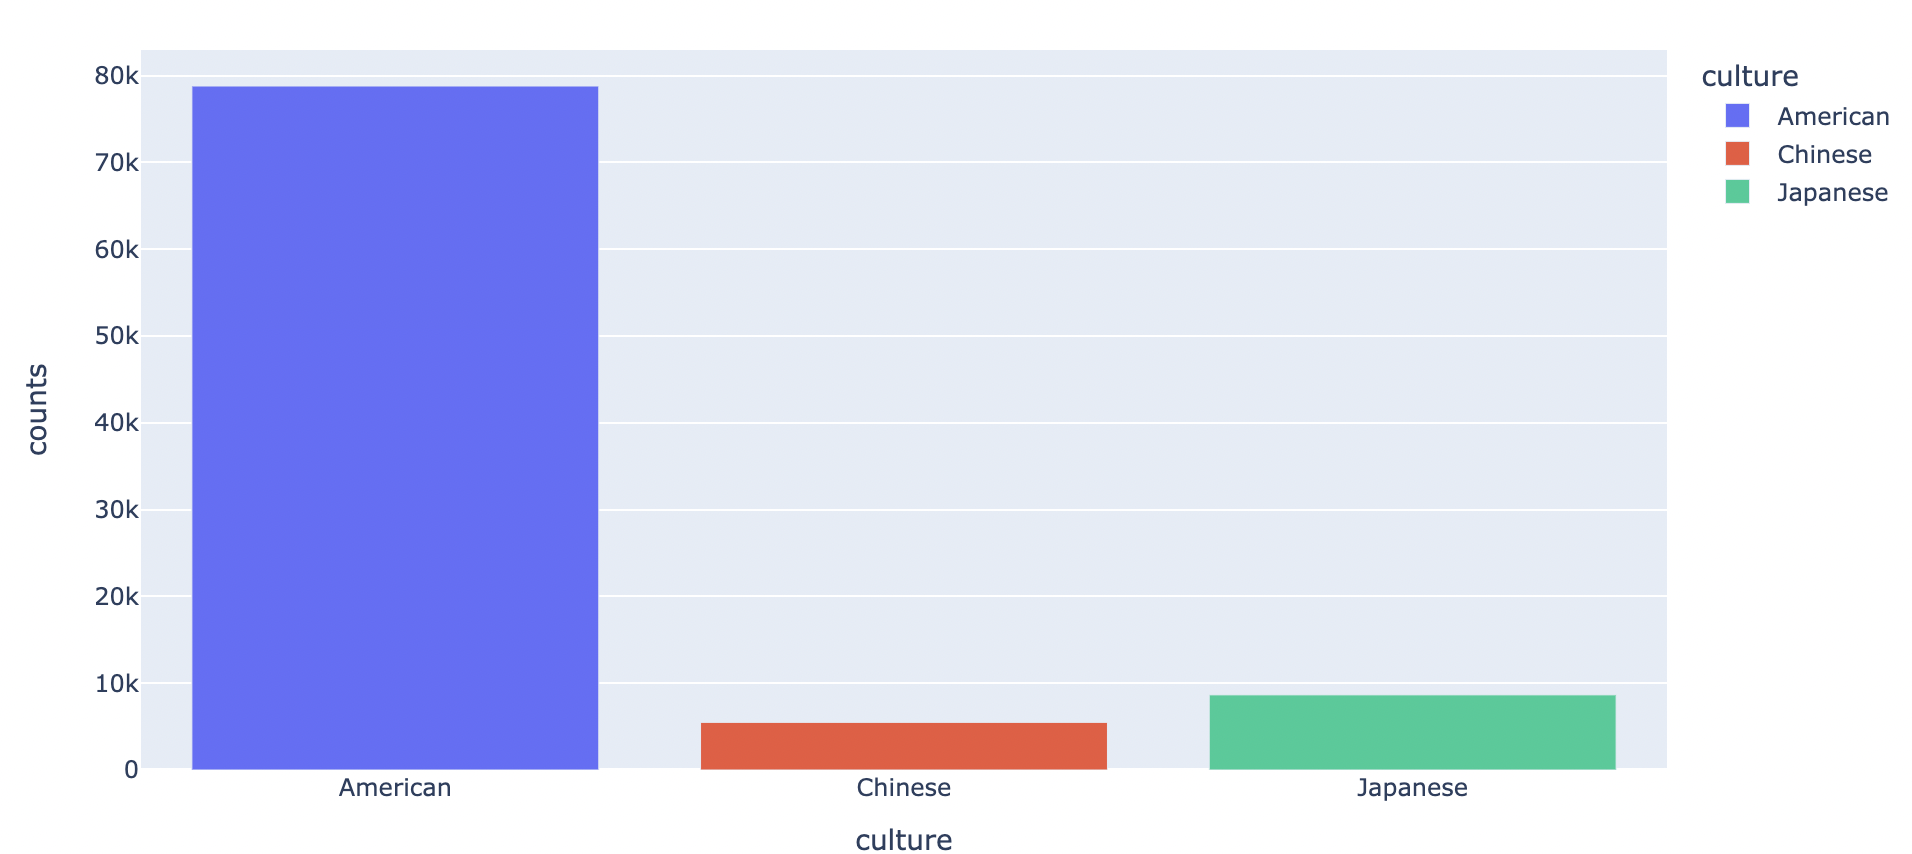 80k
70k
60k
50k
40k
30k
20k
10k
0
counts
American
Chinese
Japanese
culture
culture
American
Chinese
Japanese